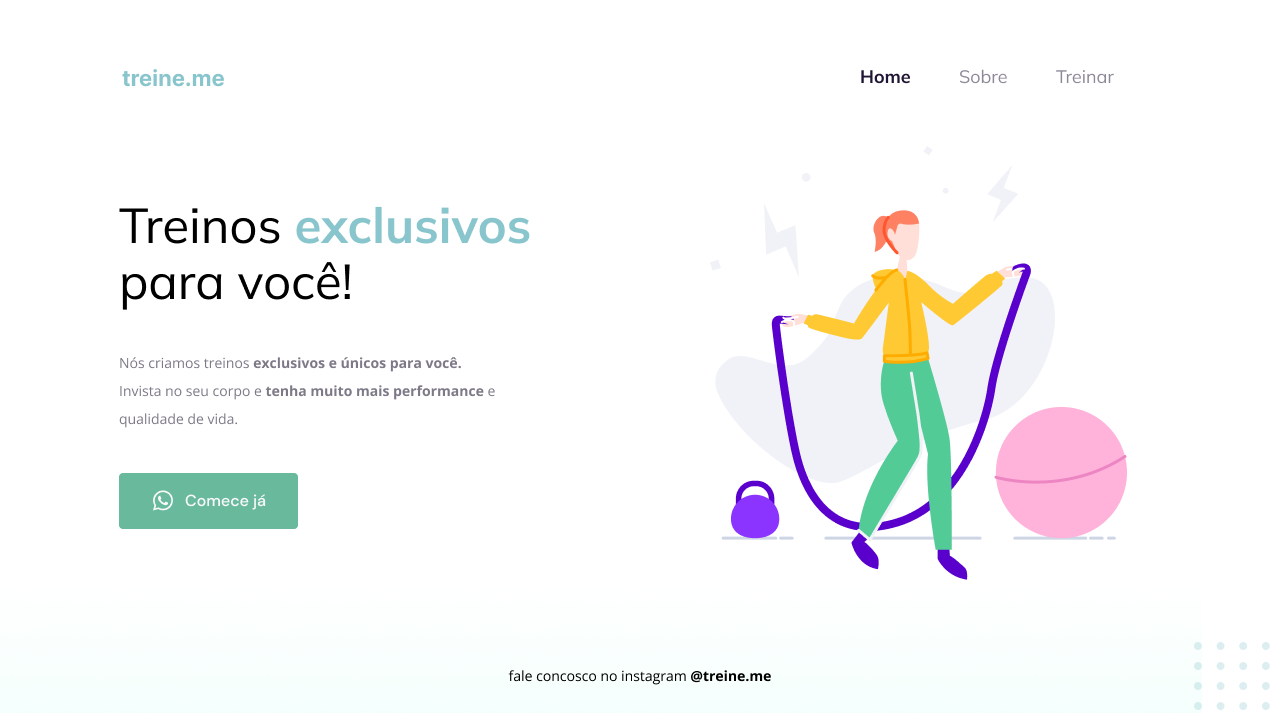 treine.me
Home Sobre Treinar
Treinos exclusivos
para você!
Nós criamos treinos exclusivos e únicos para você.
Invista no seu corpo e tenha muito mais performance e
qualidade de vida.
Comece já
fale concosco no instagram @treine.me